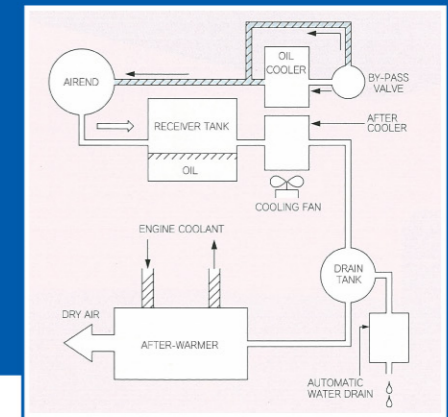 OIL
COOLER
AIREND
BY-PASS
VALVE
AFTER
COOLER
RECEIVER TANK
OIL
COOLING FAN
ENGINE COOLANT
DRAIN
TANK
DRY AIR
AFTER-WARMER
AUTOMATIC
WATER DRAIN